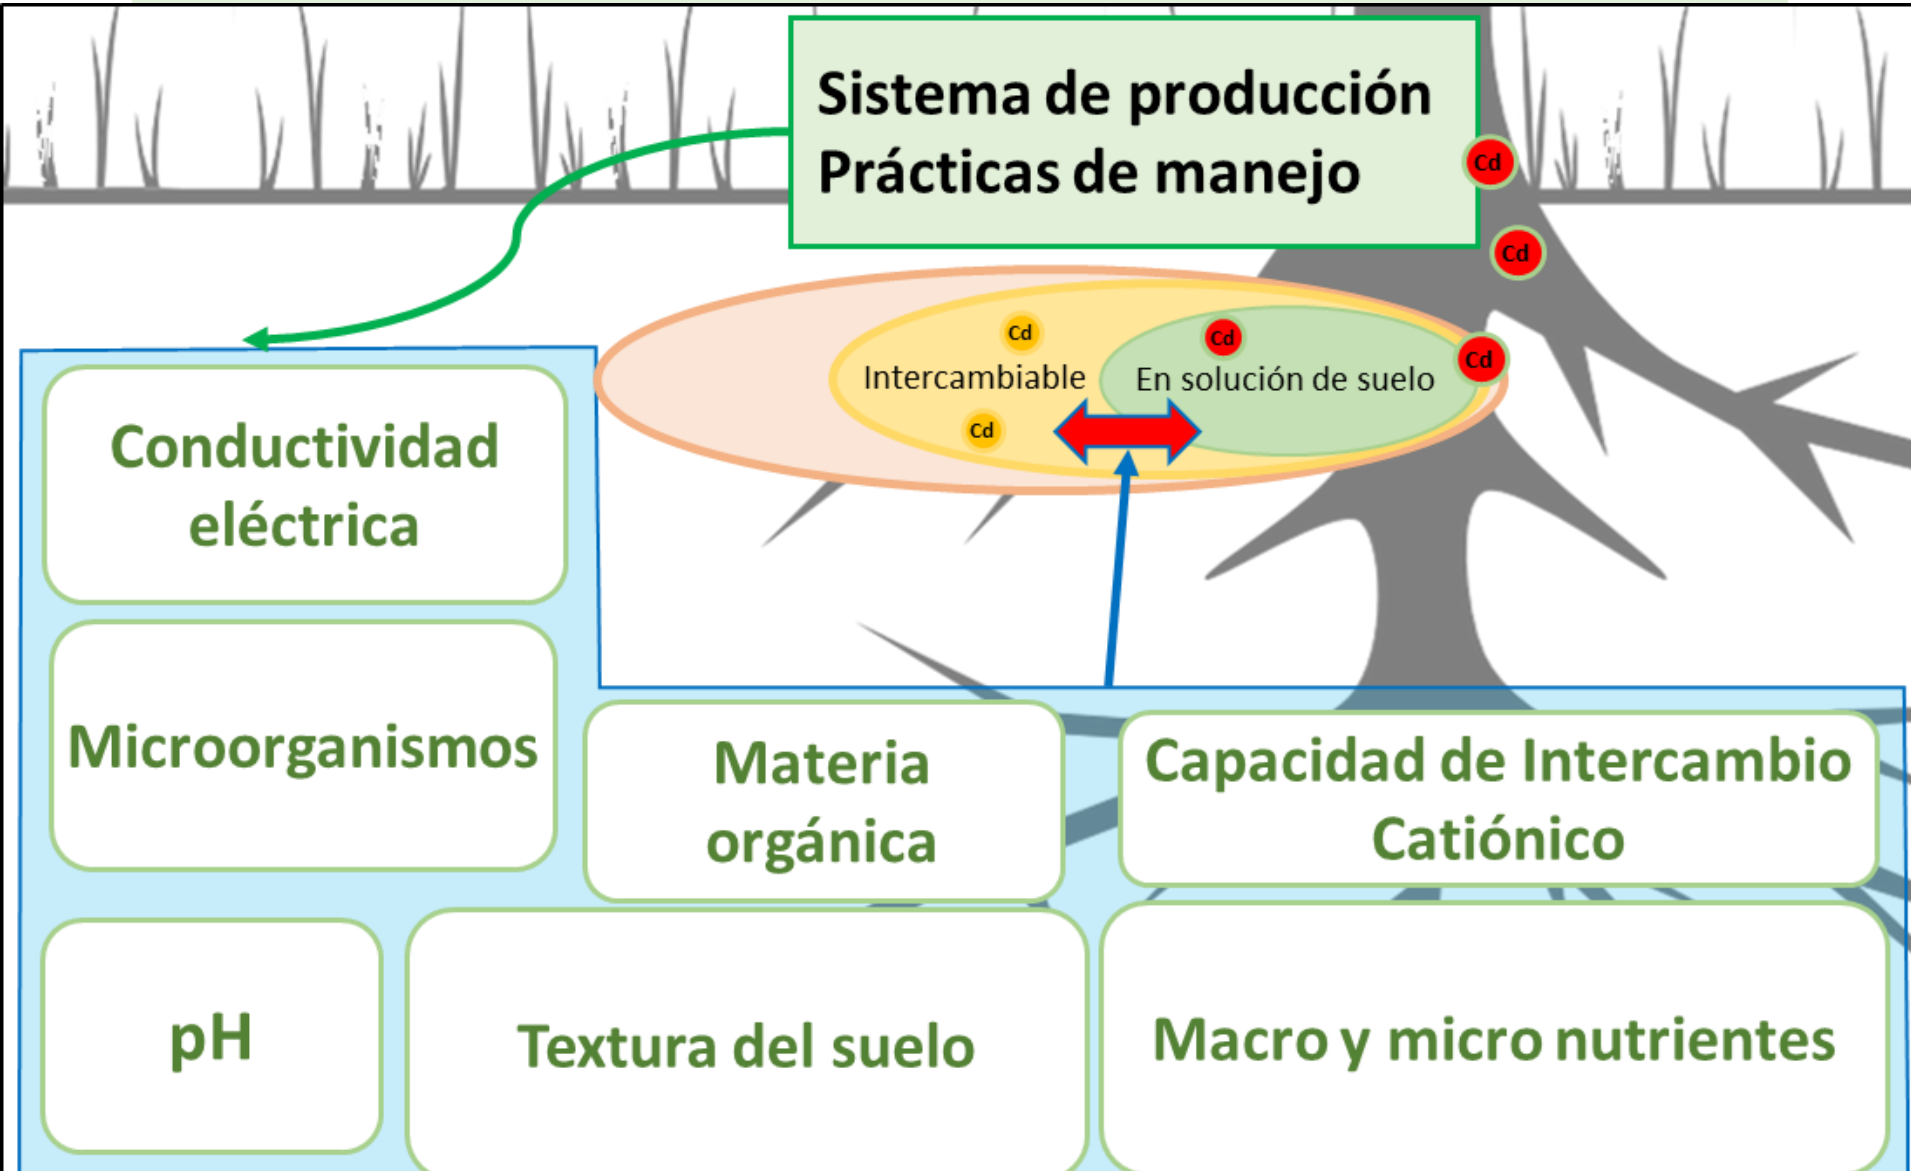 Sistema de producción
Prácticas de manejo
Cd
Cd
Cd
Cd
Cd
Intercambiable
En solución de suelo
Cd
Conductividad
eléctrica
Microorganismos
Materia
orgánica
Capacidad de Intercambio
Catiónico
pH
Textura del suelo
Macro y micro nutrientes